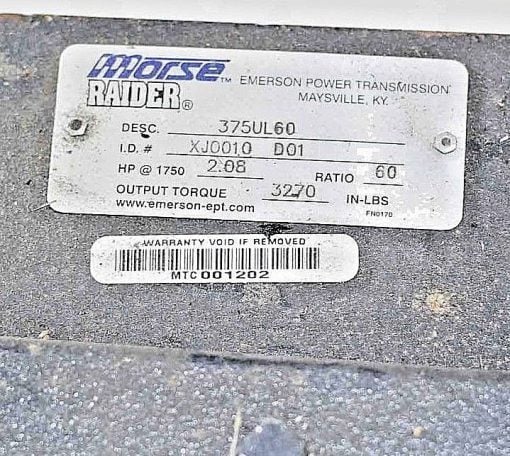 morse™ EMERSON POWER TRANSMISSION
RAIDER® MAYSVILLE, KY.
DESC. 375UL60
I.D. # XJ0010 D01
HP @ 1750 2.08 RATIO 60
OUTPUT TORQUE 3270 IN-LBS
www.emerson-ept.com FN0170
WARRANTY VOID IF REMOVED
MTC001202